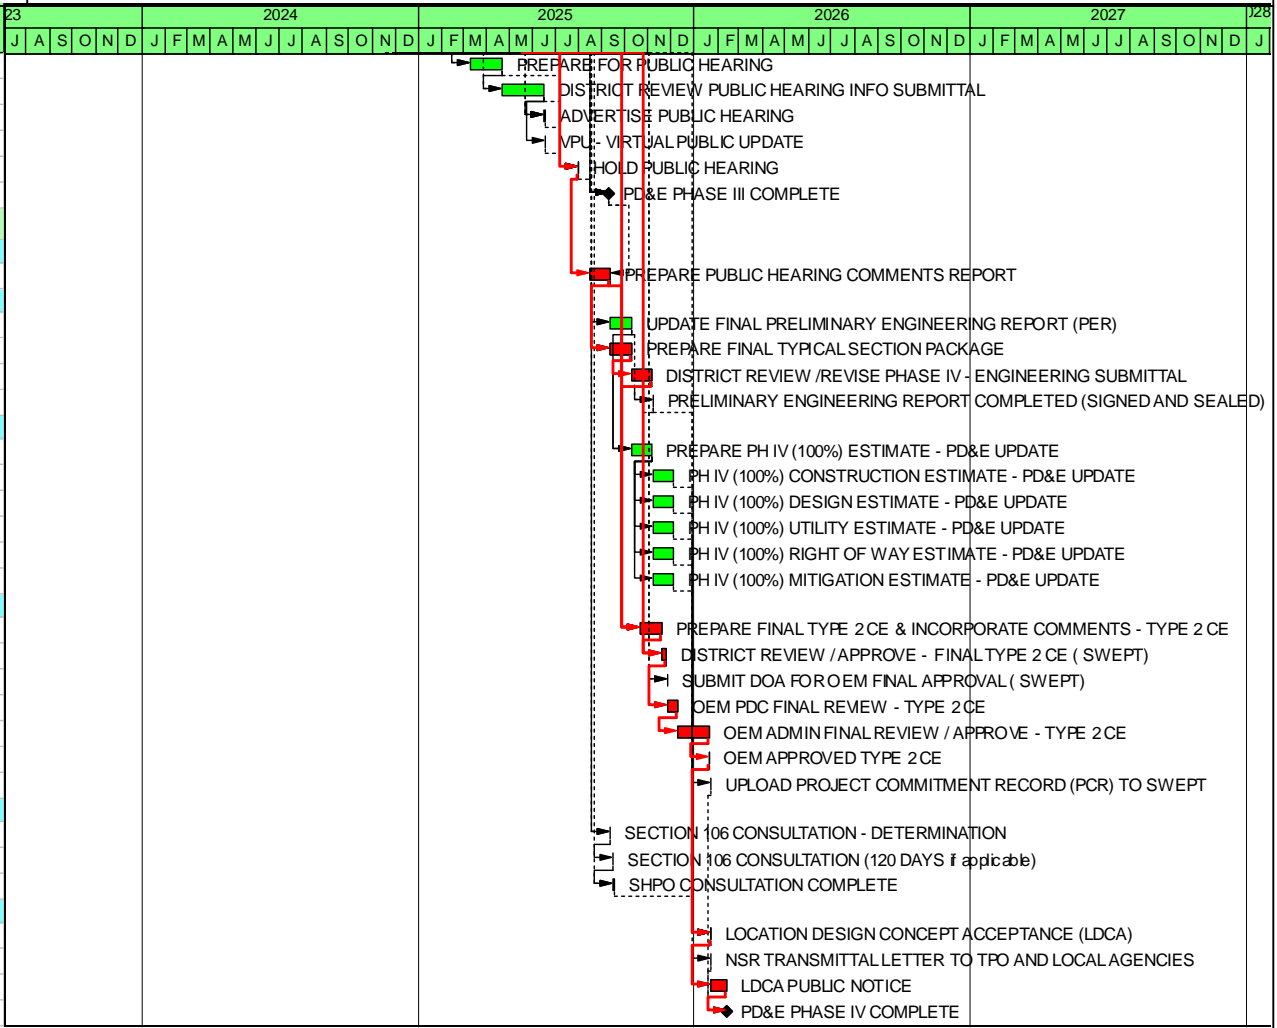 23 2024 2025 2026 2027 )28
J A S O N D J F M A M J J A S O N D J F M A M J J A S O N D J F M A M J J A S O N D J F M A M J J A S O N D J
PREPARE FOR PUBLIC HEARING
DISTRICT REVIEW PUBLIC HEARING INFO SUBMITTAL
ADVERTISE PUBLIC HEARING
VPU - VIRTUAL PUBLIC UPDATE
HOLD PUBLIC HEARING
PD&E PHASE III COMPLETE
PREPARE PUBLIC HEARING COMMENTS REPORT
UPDATE FINAL PRELIMINARY ENGINEERING REPORT (PER)
PREPARE FINAL TYPICAL SECTION PACKAGE
DISTRICT REVIEW /REVISE PHASE IV - ENGINEERING SUBMITTAL
PRELIMINARY ENGINEERING REPORT COMPLETED (SIGNED AND SEALED)
PREPARE PH IV (100%) ESTIMATE - PD&E UPDATE
PH IV (100%) CONSTRUCTION ESTIMATE - PD&E UPDATE
PH IV (100%) DESIGN ESTIMATE - PD&E UPDATE
PH IV (100%) UTILITY ESTIMATE - PD&E UPDATE
PH IV (100%) RIGHT OF WAY ESTIMATE - PD&E UPDATE
PH IV (100%) MITIGATION ESTIMATE - PD&E UPDATE
PREPARE FINAL TYPE 2 CE & INCORPORATE COMMENTS - TYPE 2 CE
DISTRICT REVIEW / APPROVE - FINAL TYPE 2 CE ( SWEPT)
SUBMIT DOA FOR OEM FINAL APPROVAL ( SWEPT)
OEM PDC FINAL REVIEW - TYPE 2 CE
OEM ADMIN FINAL REVIEW / APPROVE - TYPE 2 CE
OEM APPROVED TYPE 2 CE
UPLOAD PROJECT COMMITMENT RECORD (PCR) TO SWEPT
SECTION 106 CONSULTATION - DETERMINATION
SECTION 106 CONSULTATION (120 DAYS if applicable)
SHPO CONSULTATION COMPLETE
LOCATION DESIGN CONCEPT ACCEPTANCE (LDCA)
NSR TRANSMITTAL LETTER TO TPO AND LOCAL AGENCIES
LDCA PUBLIC NOTICE
PD&E PHASE IV COMPLETE